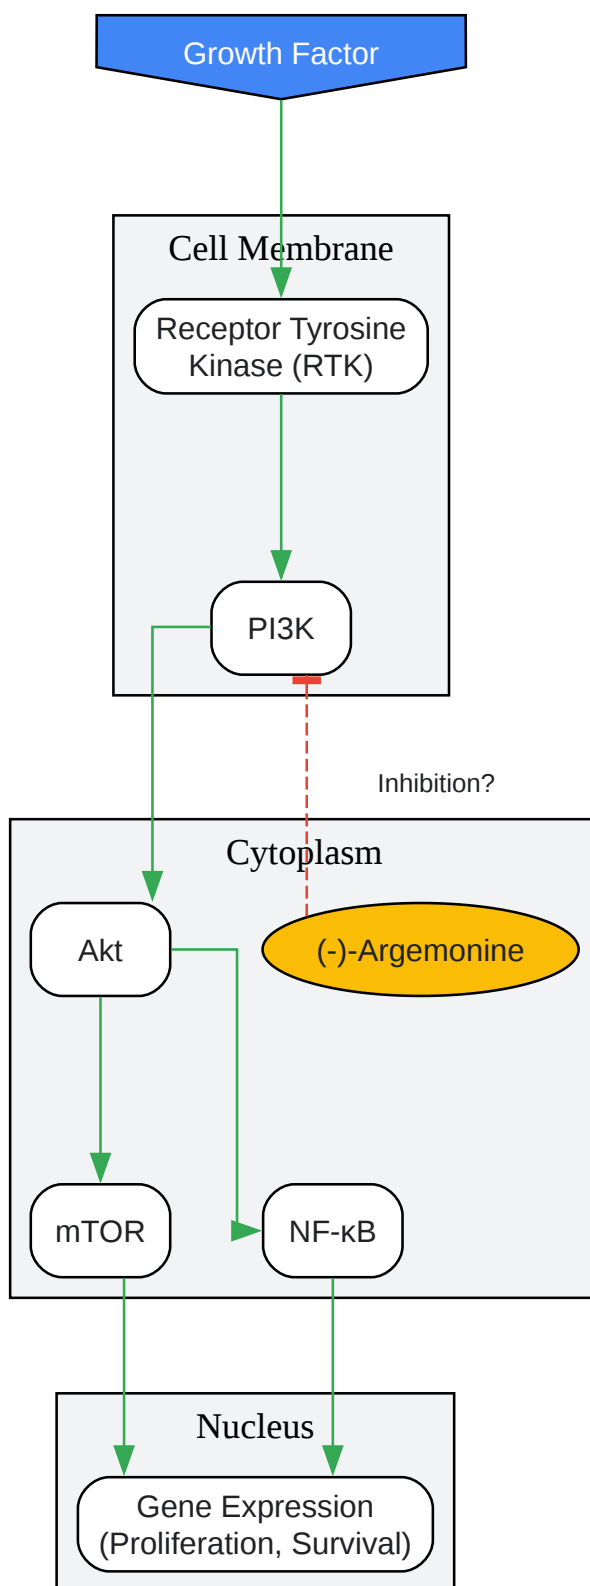 Growth Factor
Cell Membrane
Receptor Tyrosine
Kinase (RTK)
PI3K
Inhibition?
Cytoplasm
Akt
(-)-Argemonine
mTOR
NF-κB
Nucleus
Gene Expression
(Proliferation, Survival)